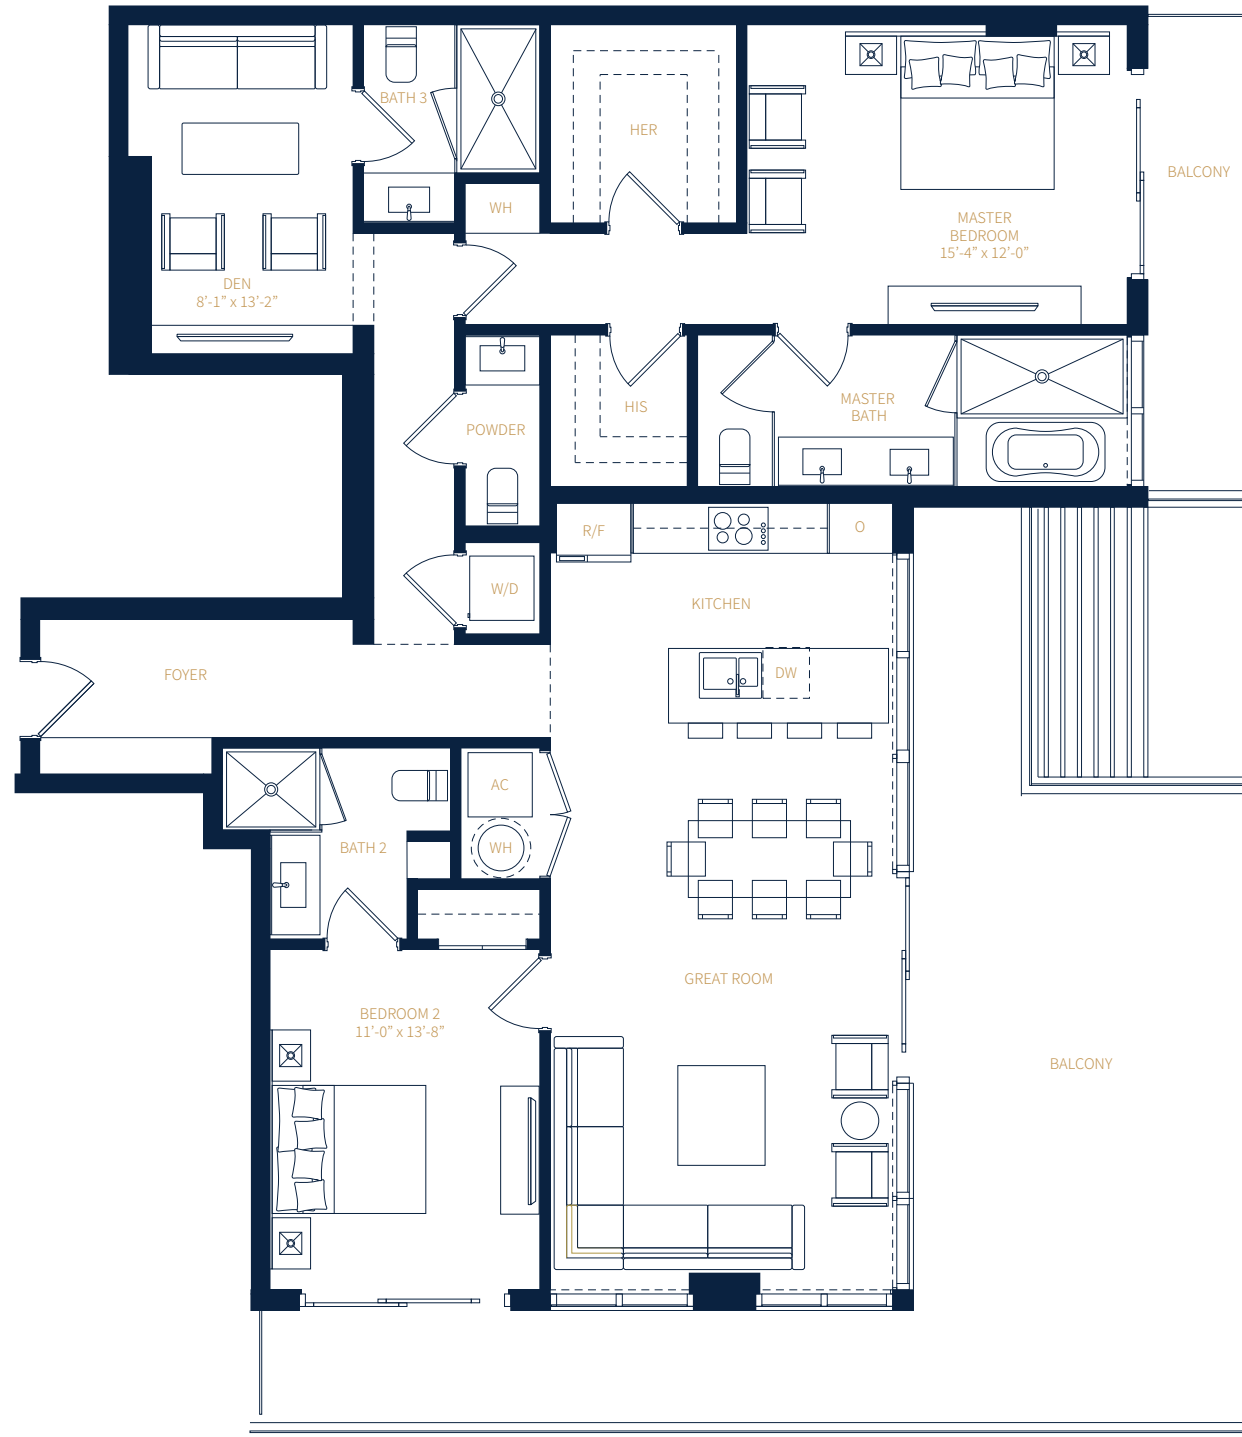 BATH 3
HER
BALCONY
WH
MASTER
BEDROOM
15'-4" x 12'-0"
DEN
8'-1" x 13'-2"
MASTER
BATH
HIS
POWDER
R/F
O
W/D
KITCHEN
FOYER
DW
AC
BATH 2
WH
GREAT ROOM
BEDROOM 2
11'-0" x 13'-8"
BALCONY